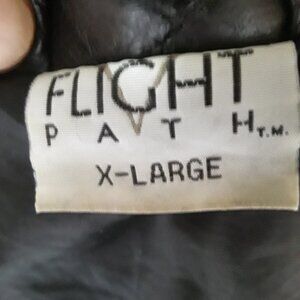 FLIGHT
PATH T.M.
X-LARGE